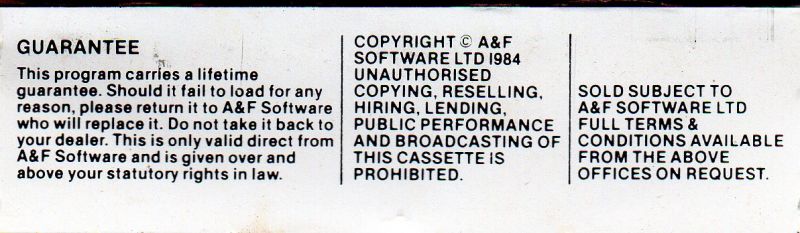 GUARANTEE
This program carries a lifetime
guarantee. Should it fail to load for any
reason, please return it to A&F Software
who will replace it. Do not take it back to
your dealer. This is only valid direct from
A&F Software and is given over and
above your statutory rights in law.
COPYRIGHT © A&F
SOFTWARE LTD 1984
UNAUTHORISED
COPYING, RESELLING,
HIRING, LENDING,
PUBLIC PERFORMANCE
AND BROADCASTING OF
THIS CASSETTE IS
PROHIBITED.
SOLD SUBJECT TO
A&F SOFTWARE LTD
FULL TERMS &
CONDITIONS AVAILABLE
FROM THE ABOVE
OFFICES ON REQUEST.